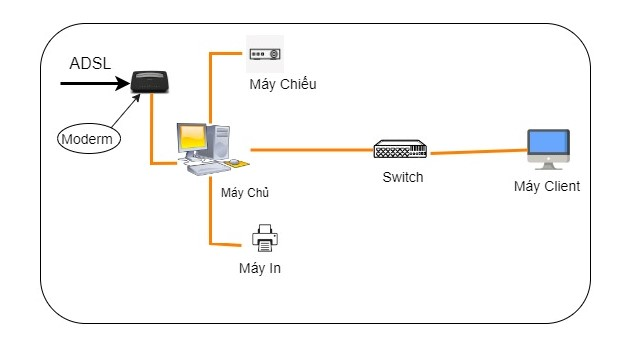 ADSL
Máy Chiếu
Moderm
Máy Chủ
Switch
Máy Client
Máy In